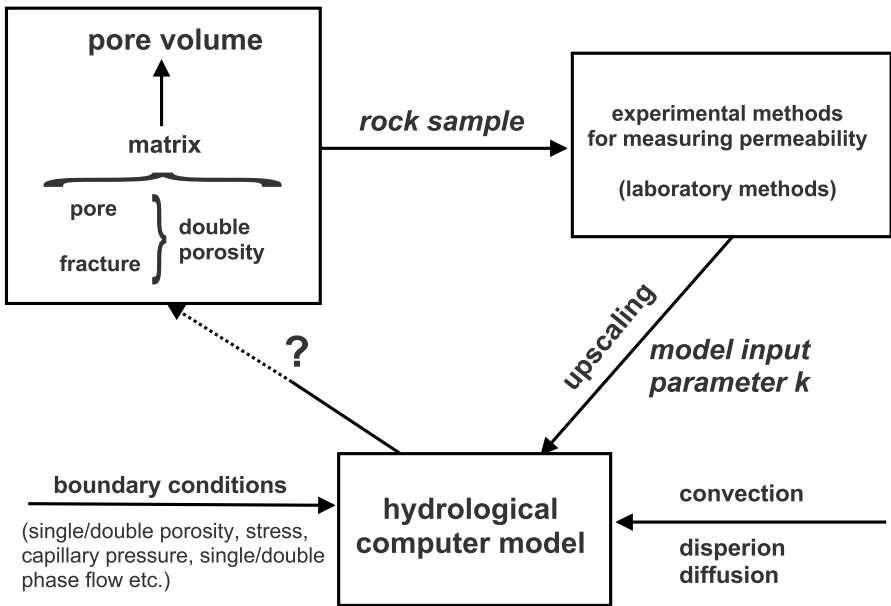 pore volume
matrix
pore
fracture
double
porosity
rock sample
experimental methods
for measuring permeability
(laboratory methods)
upscaling
model input
parameter k
?
boundary conditions
(single/double porosity, stress,
capillary pressure, single/double
phase flow etc.)
hydrological
computer model
convection
disperion
diffusion